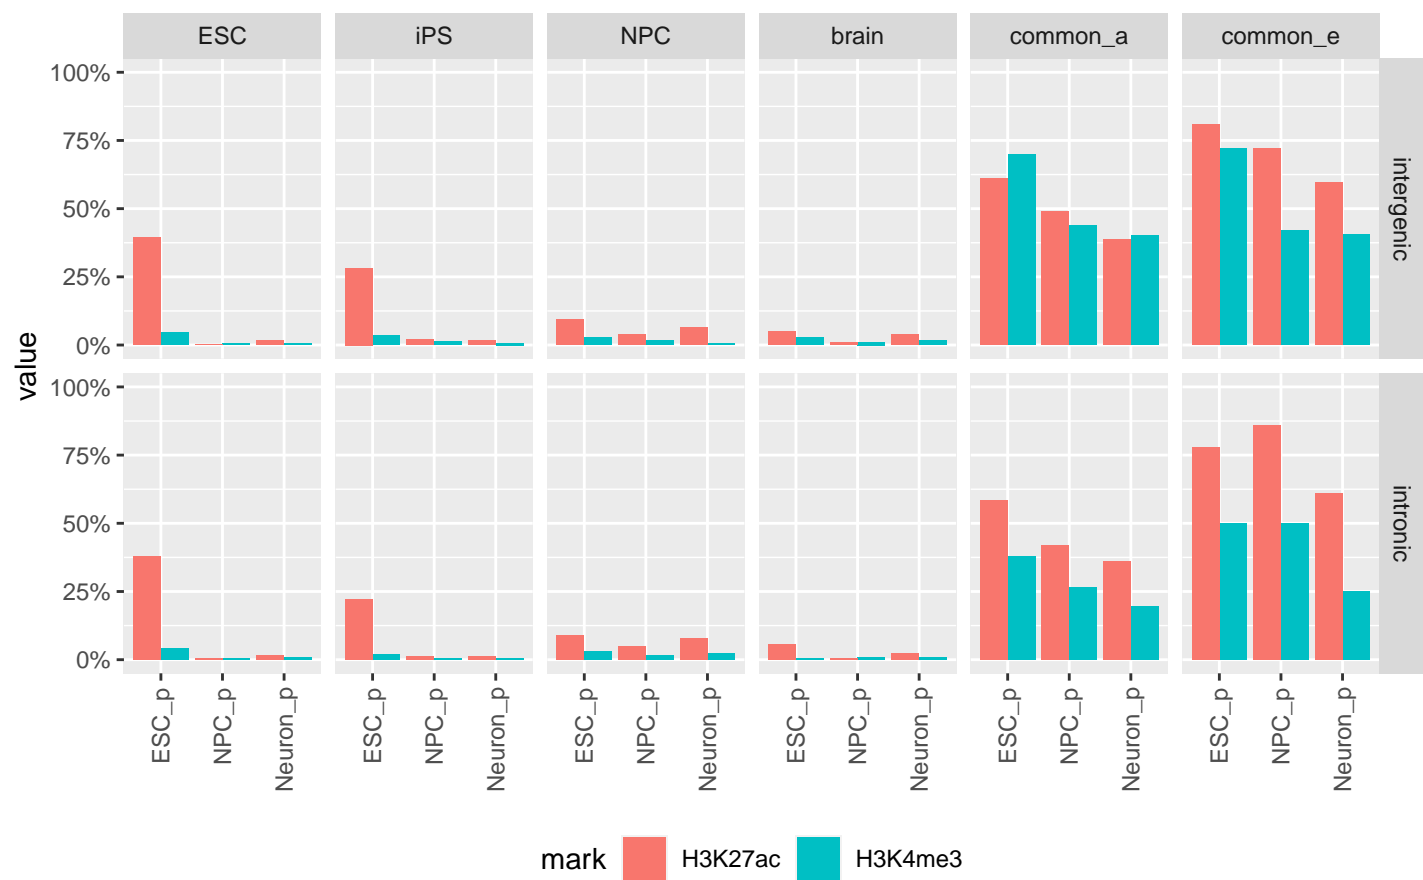 ESC iPS NPC brain common_a common_e
value
100%
75%
50%
25%
0%
intergenic
100%
75%
50%
25%
0%
intronic
ESC_p NPC_p Neuron_p ESC_p NPC_p Neuron_p ESC_p NPC_p Neuron_p ESC_p NPC_p Neuron_p ESC_p NPC_p Neuron_p ESC_p NPC_p Neuron_p
mark H3K27ac H3K4me3